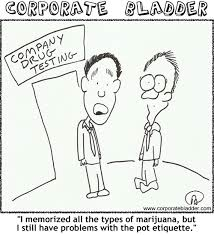 CORPORATE BLADDER
COMPANY
DRUG
TESTING
www.corporatebladder.com
"I memorized all the types of marijuana, but
I still have problems with the pot etiquette."